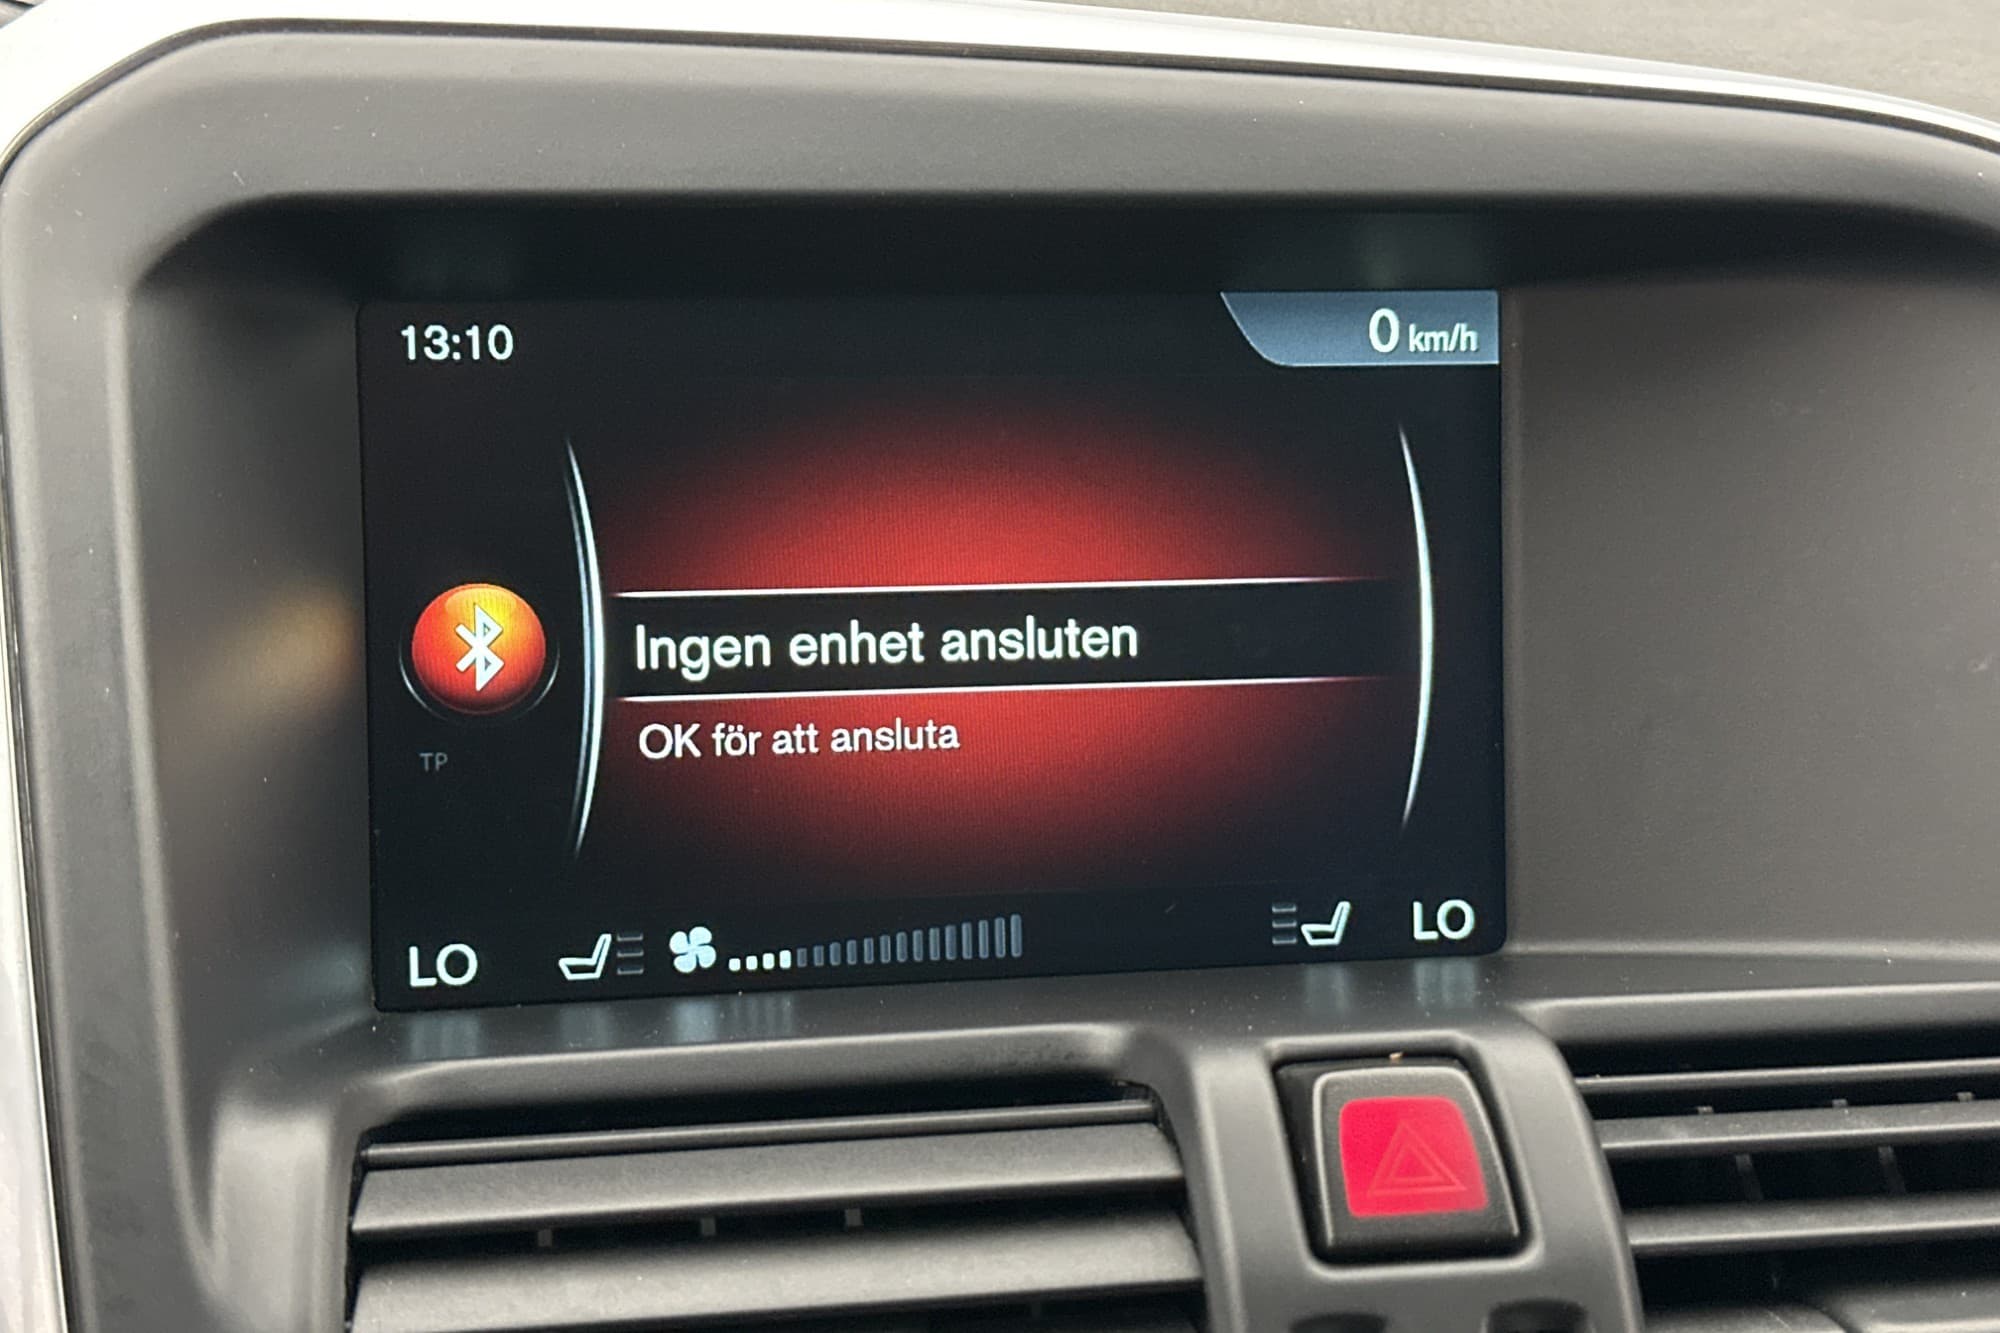 13:10
0 km/h
Ingen enhet ansluten
OK för att ansluta
TP
LO
LO